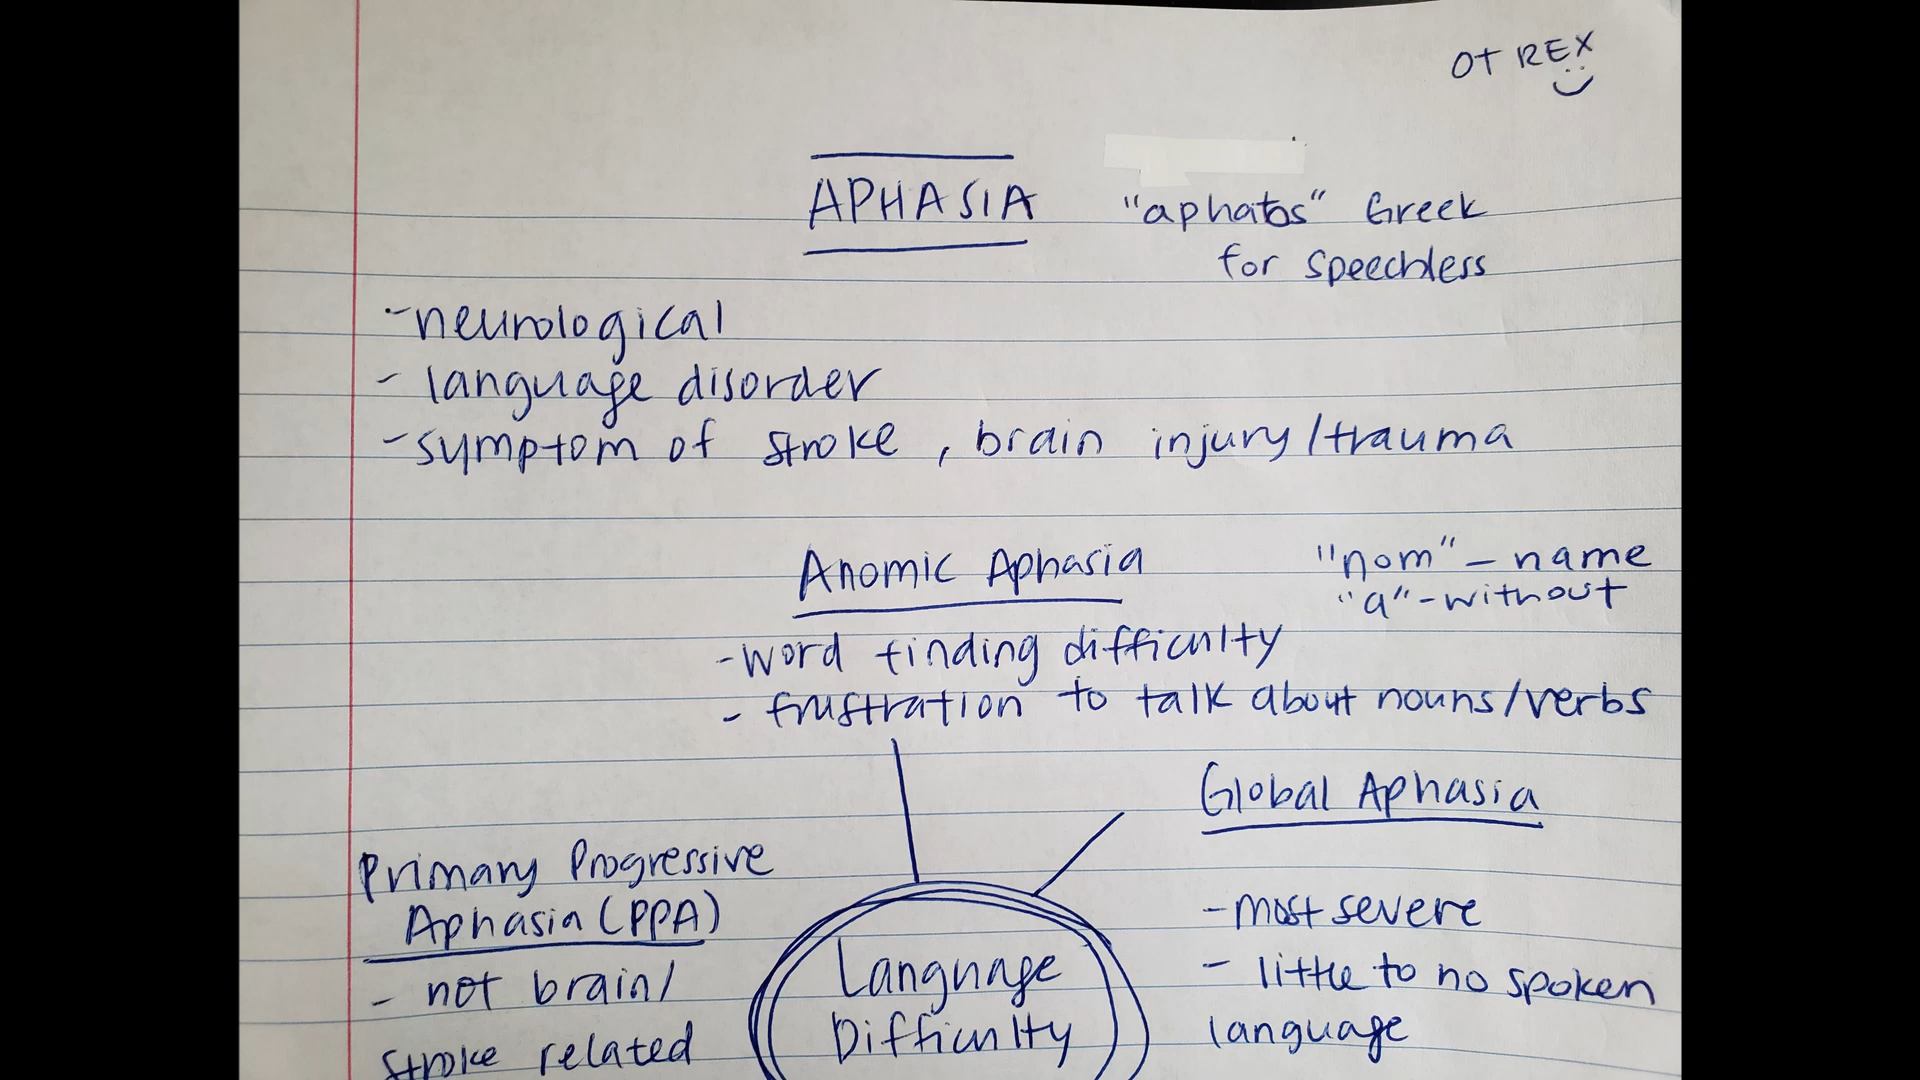 OT REX
APHASIA
"aphatos" Greek
for speechless
- neurological
- language disorder
- symptom of stroke, brain injury/trauma
Anomic Aphasia
"nom" - name
"a" - without
- word finding difficulty
- frustration to talk about nouns/verbs
Global Aphasia
- most severe
- little to no spoken
language
Primary Progressive
Aphasia (PPA)
- not brain/
stroke related
Language
Difficulty